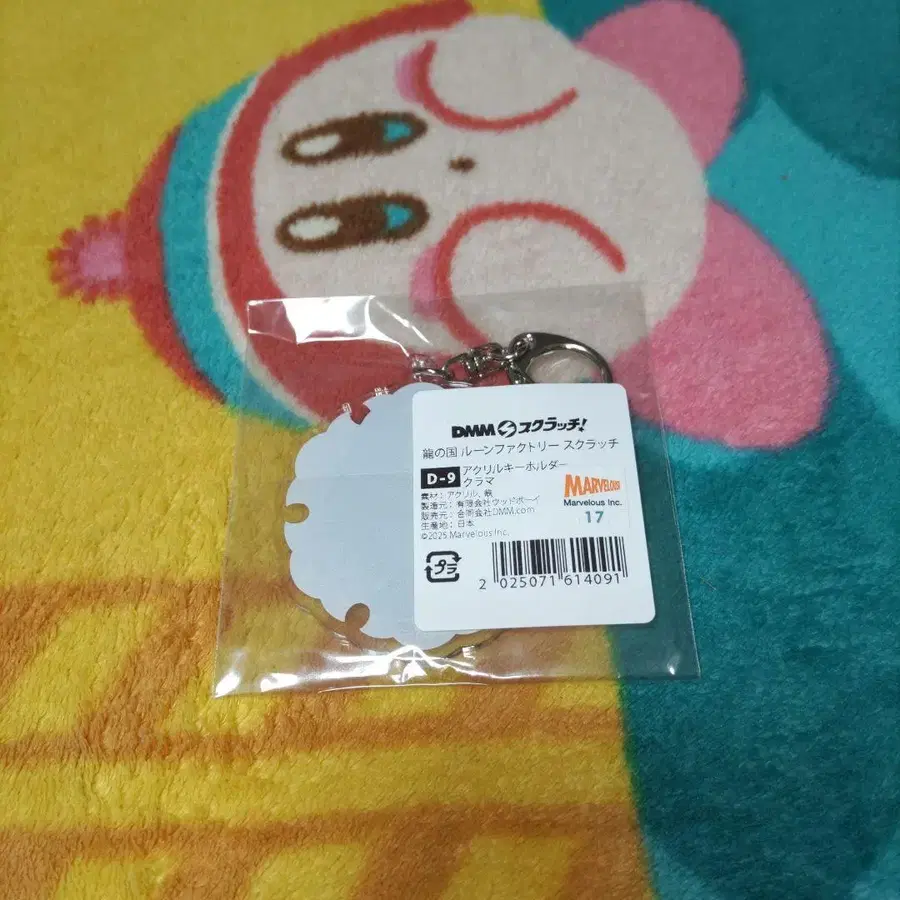 DMM スクラッチ!
龍の国 ルーンファクトリー スクラッチ
D-9 アクリルキーホルダー
クラマ
素材：アクリル、鉄
製造元：有限会社ウッドボーイ
販売元：合同会社DMM.com
生産地：日本
©2025 Marvelous Inc.
MARVELOUS
Marvelous Inc.
17
プラ
2 025071 614091